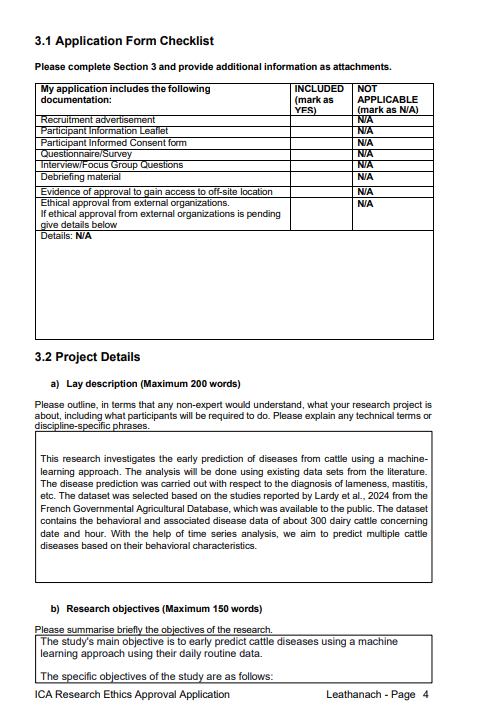 3.1 Application Form Checklist
Please complete Section 3 and provide additional information as attachments.
My application includes the following documentation: INCLUDED (mark as YES) NOT APPLICABLE (mark as N/A)
Recruitment advertisement N/A
Participant Information Leaflet N/A
Participant Informed Consent form N/A
Questionnaire/Survey N/A
Interview/Focus Group Questions N/A
Debriefing material N/A
Evidence of approval to gain access to off-site location N/A
Ethical approval from external organizations. N/A
If ethical approval from external organizations is pending
give details below
Details: N/A
3.2 Project Details
a) Lay description (Maximum 200 words)
Please outline, in terms that any non-expert would understand, what your research project is
about, including what participants will be required to do. Please explain any technical terms or
discipline-specific phrases.
This research investigates the early prediction of diseases from cattle using a machine-
learning approach. The analysis will be done using existing data sets from the literature.
The disease prediction was carried out with respect to the diagnosis of lameness, mastitis,
etc. The dataset was selected based on the studies reported by Lardy et al., 2024 from the
French Governmental Agricultural Database, which was available to the public. The dataset
contains the behavioral and associated disease data of about 300 dairy cattle concerning
date and hour. With the help of time series analysis, we aim to predict multiple cattle
diseases based on their behavioral characteristics.
b) Research objectives (Maximum 150 words)
Please summarise briefly the objectives of the research.
The study's main objective is to early predict cattle diseases using a machine
learning approach using their daily routine data.
The specific objectives of the study are as follows:
ICA Research Ethics Approval Application Leathanach - Page 4